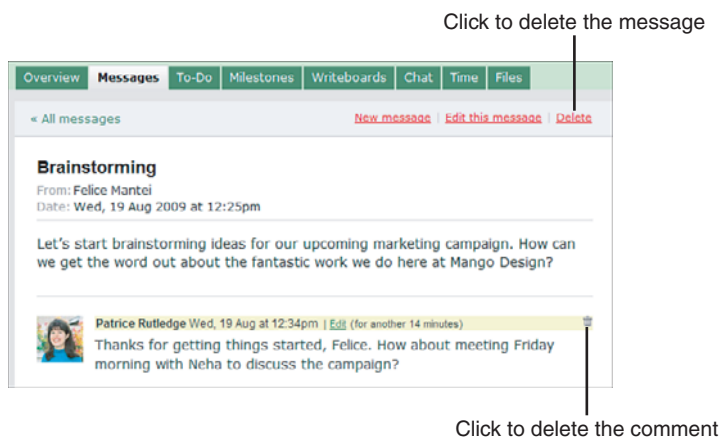 Click to delete the message
Overview Messages To-Do Milestones Writeboards Chat Time Files
« All messages New message | Edit this message | Delete
Brainstorming
From: Felice Mantei
Date: Wed, 19 Aug 2009 at 12:25pm
Let's start brainstorming ideas for our upcoming marketing campaign. How can
we get the word out about the fantastic work we do here at Mango Design?
Patrice Rutledge Wed, 19 Aug at 12:34pm | Edit (for another 14 minutes)
Thanks for getting things started, Felice. How about meeting Friday
morning with Neha to discuss the campaign?
Click to delete the comment